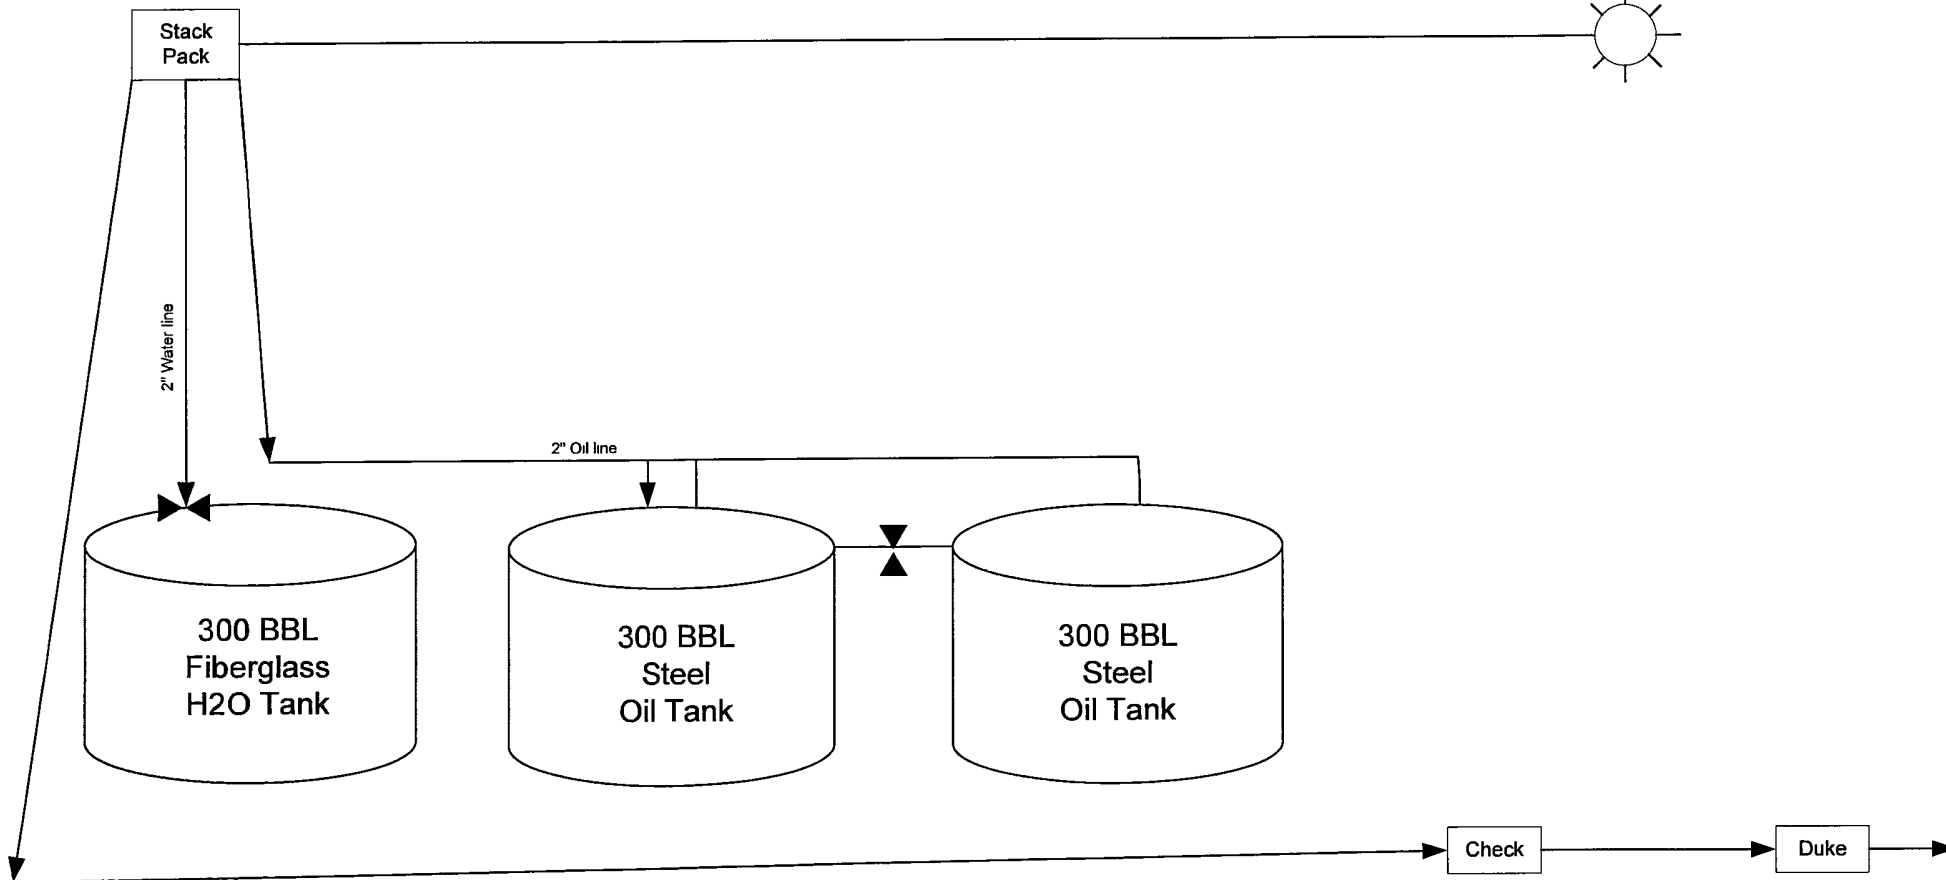 Stack
Pack
2" Water line
2" Oil line
300 BBL
Fiberglass
H2O Tank
300 BBL
Steel
Oil Tank
300 BBL
Steel
Oil Tank
Check
Duke